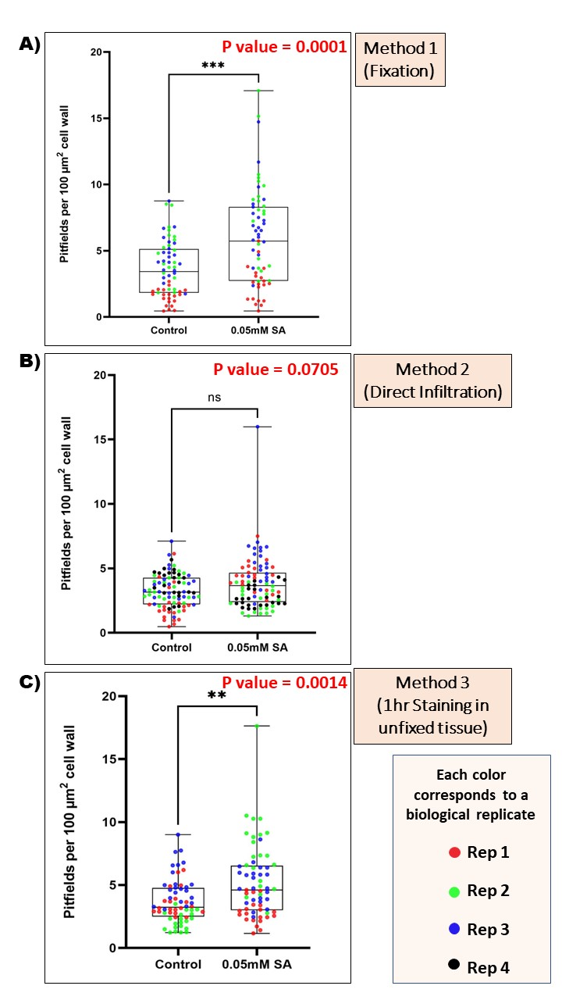 A)
P value = 0.0001
Method 1
(Fixation)
***
20
15
10
5
0
Pitfields per 100 µm² cell wall
Control
0.05mM SA
B)
P value = 0.0705
Method 2
(Direct Infiltration)
ns
20
15
10
5
0
Pitfields per 100 µm² cell wall
Control
0.05mM SA
C)
P value = 0.0014
Method 3
(1hr Staining in
unfixed tissue)
**
20
15
10
5
0
Pitfields per 100 µm² cell wall
Control
0.05mM SA
Each color
corresponds to a
biological replicate
Rep 1
Rep 2
Rep 3
Rep 4